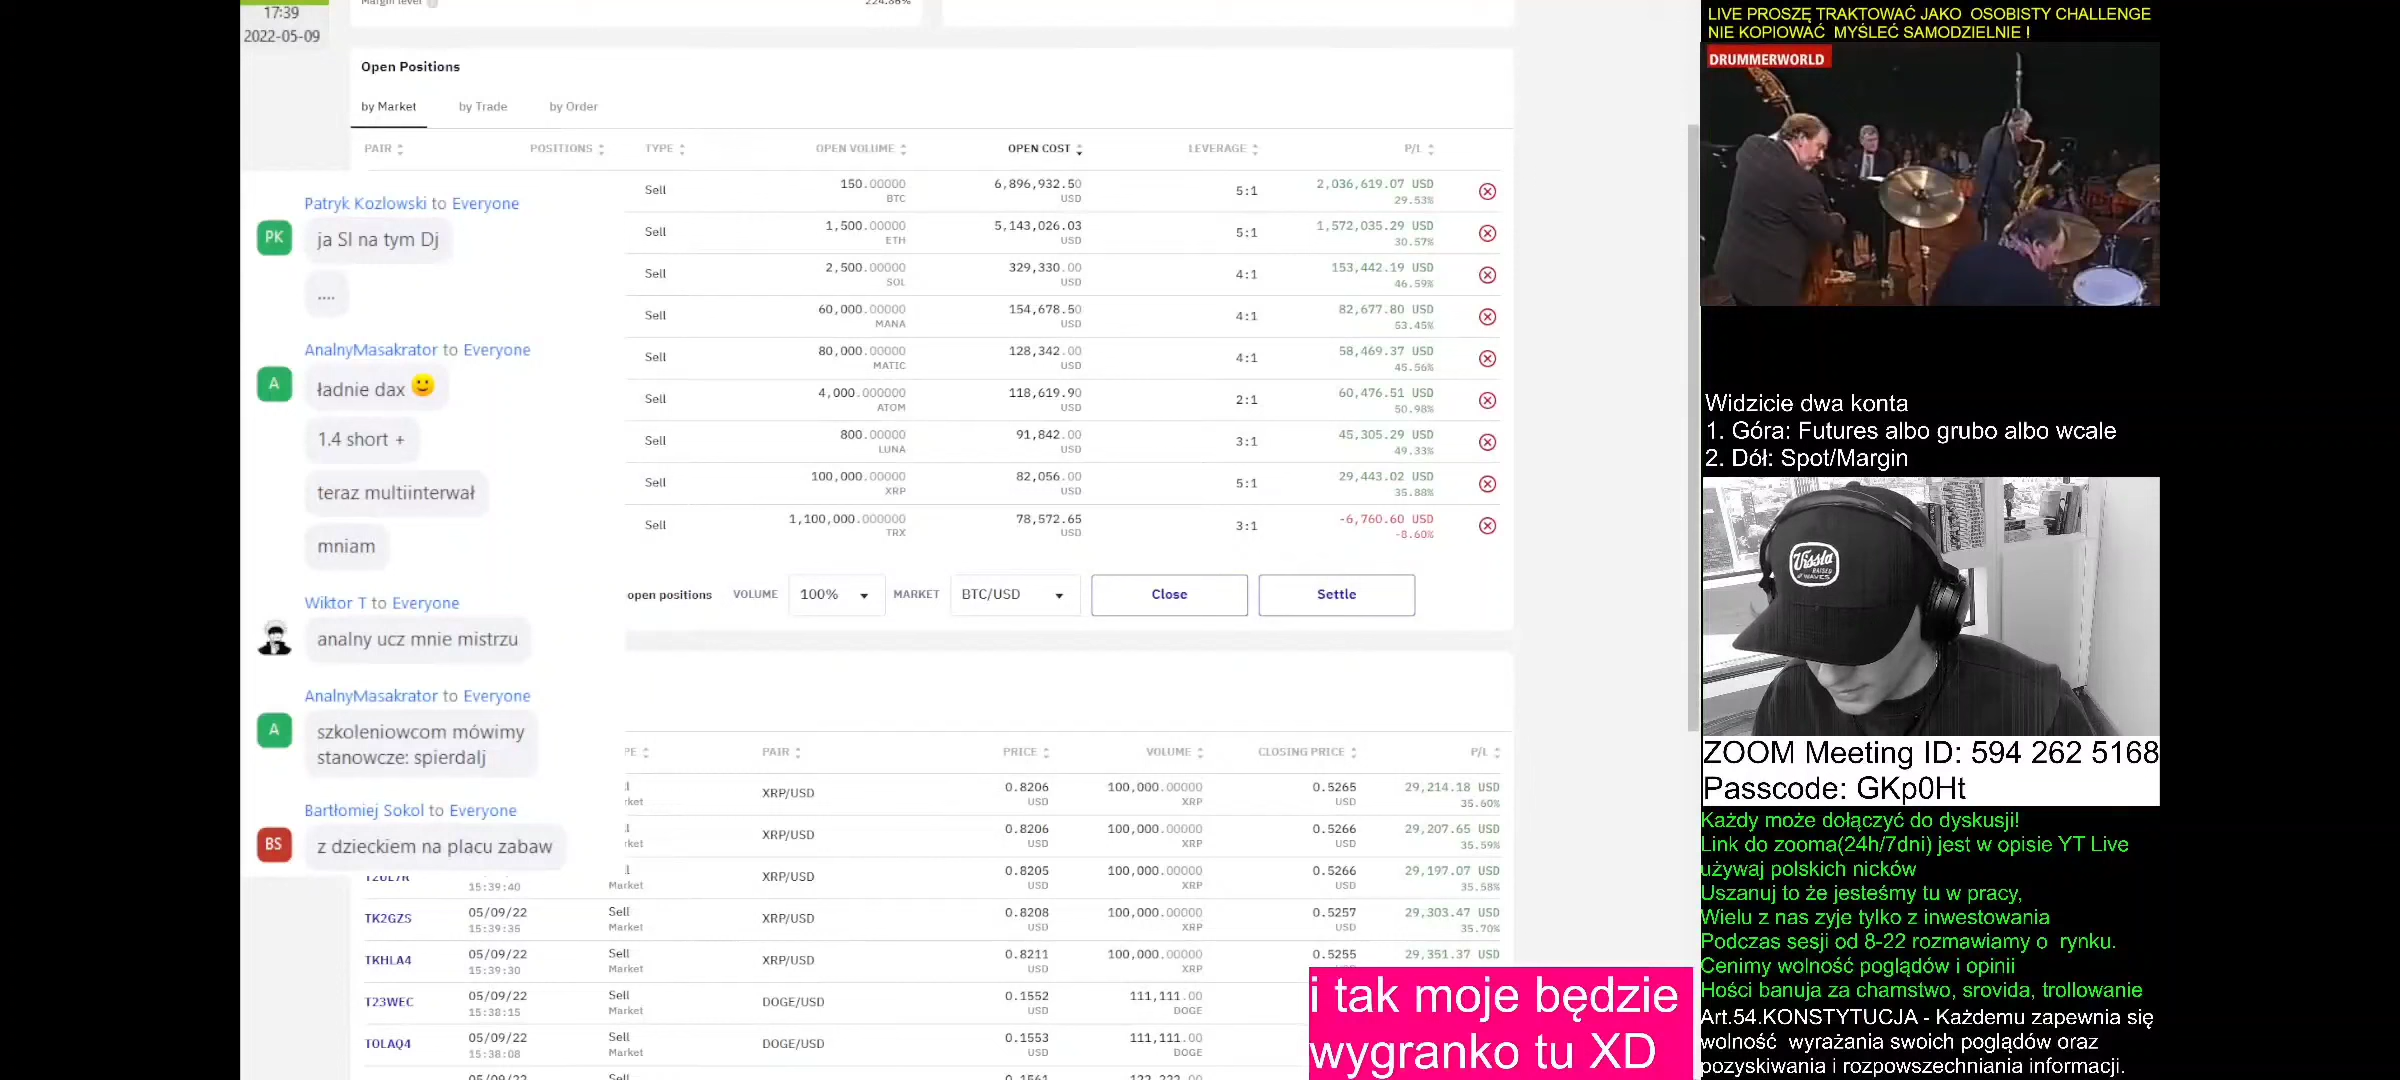 17:39
2022-05-09
Margin level
224.86%
Open Positions
by Market by Trade by Order
PAIR POSITIONS TYPE OPEN VOLUME OPEN COST LEVERAGE P/L
Sell 150.00000 BTC 6,896,932.50 USD 5:1 2,036,619.07 USD 29.53%
Sell 1,500.00000 ETH 5,143,026.03 USD 5:1 1,572,035.29 USD 30.57%
Sell 2,500.00000 SOL 329,330.00 USD 4:1 153,442.19 USD 46.59%
Sell 60,000.00000 MANA 154,678.50 USD 4:1 82,677.80 USD 53.45%
Sell 80,000.00000 MATIC 128,342.00 USD 4:1 58,469.37 USD 45.56%
Sell 4,000.000000 ATOM 118,619.90 USD 2:1 60,476.51 USD 50.98%
Sell 800.00000 LUNA 91,842.00 USD 3:1 45,305.29 USD 49.33%
Sell 100,000.00000 XRP 82,056.00 USD 5:1 29,443.02 USD 35.88%
Sell 1,100,000.000000 TRX 78,572.65 USD 3:1 -6,760.60 USD -8.60%
open positions VOLUME 100% MARKET BTC/USD Close Settle
Patryk Kozlowski to Everyone
PK
ja Sl na tym Dj
....
AnalnyMasakrator to Everyone
A
ładnie dax 🙂
1.4 short +
teraz multiinterwał
mniam
Wiktor T to Everyone
analny ucz mnie mistrzu
AnalnyMasakrator to Everyone
A
szkoleniowcom mówimy
stanowcze: spierdalj
Bartłomiej Sokol to Everyone
BS
z dzieckiem na placu zabaw
PE PAIR PRICE VOLUME CLOSING PRICE P/L
rket XRP/USD 0.8206 USD 100,000.00000 XRP 0.5265 USD 29,214.18 USD 35.60%
rket XRP/USD 0.8206 USD 100,000.00000 XRP 0.5266 USD 29,207.65 USD 35.59%
15:39:40 Market XRP/USD 0.8205 USD 100,000.00000 XRP 0.5266 USD 29,197.07 USD 35.58%
TK2GZS 05/09/22 15:39:35 Sell Market XRP/USD 0.8208 USD 100,000.00000 XRP 0.5257 USD 29,303.47 USD 35.70%
TKHLA4 05/09/22 15:39:30 Sell Market XRP/USD 0.8211 USD 100,000.00000 XRP 0.5255 29,351.37 USD
T23WEC 05/09/22 15:38:15 Sell Market DOGE/USD 0.1552 USD 111,111.00 DOGE
TOLAQ4 05/09/22 15:38:08 Sell Market DOGE/USD 0.1553 USD 111,111.00 DOGE
05/09/22 Sell 0.1561
i tak moje będzie
wygranko tu XD
LIVE PROSZĘ TRAKTOWAĆ JAKO OSOBISTY CHALLENGE
NIE KOPIOWAĆ MYŚLEĆ SAMODZIELNIE !
DRUMMERWORLD
Widzicie dwa konta
1. Góra: Futures albo grubo albo wcale
2. Dół: Spot/Margin
Vissla
RAISED
BY WAVES
ZOOM Meeting ID: 594 262 5168
Passcode: GKp0Ht
Każdy może dołączyć do dyskusji!
Link do zooma(24h/7dni) jest w opisie YT Live
używaj polskich nicków
Uszanuj to że jesteśmy tu w pracy,
Wielu z nas zyje tylko z inwestowania
Podczas sesji od 8-22 rozmawiamy o rynku.
Cenimy wolność poglądów i opinii
Hości banuja za chamstwo, srovida, trollowanie
Art.54.KONSTYTUCJA - Każdemu zapewnia się
wolność wyrażania swoich poglądów oraz
pozyskiwania i rozpowszechniania informacji.